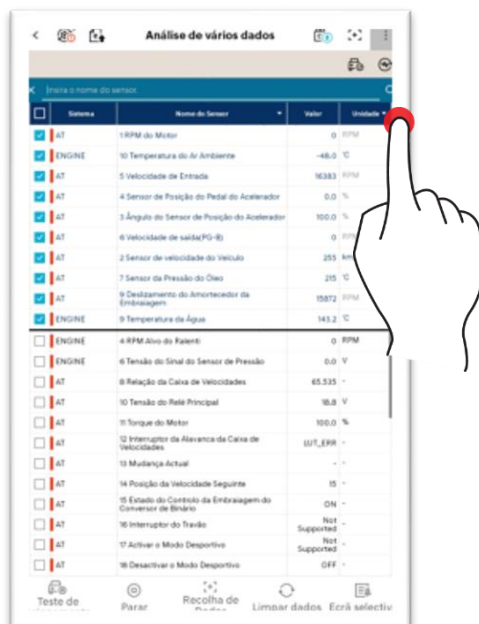 Análise de vários dados
Insira o nome do sensor.
Sistema Nome do Sensor Valor Unidade
AT 1 RPM do Motor 0 RPM
ENGINE 10 Temperatura do Ar Ambiente -48.0 °C
AT 5 Velocidade de Entrada 16383 RPM
AT 4 Sensor de Posição do Pedal do Acelerador 0.0 %
AT 3 Ângulo do Sensor de Posição do Acelerador 100.0 %
AT 6 Velocidade de saída(PG-B) 0 RPM
AT 2 Sensor de velocidade do Veículo 255
AT 7 Sensor da Pressão do Óleo 215 °C
AT 9 Deslizamento do Amortecedor da 15872 RPM
Embraiagem
ENGINE 9 Temperatura da Água 143.2 °C
ENGINE 4 RPM Alvo do Ralenti 0 RPM
ENGINE 6 Tensão do Sinal do Sensor de Pressão 0.0 V
AT 8 Relação da Caixa de Velocidades 65.535 -
AT 10 Tensão do Relé Principal 18.8 V
AT 11 Torque do Motor 100.0 %
AT 12 Interruptor da Alavanca da Caixa de LUT_ERR -
Velocidades
AT 13 Mudança Actual - -
AT 14 Posição da Velocidade Seguinte 15 -
AT 15 Estado do Controlo da Embraiagem do ON -
Conversor de Binário
AT 16 Interruptor do Travão Not Supported -
AT 17 Activar o Modo Desportivo Not Supported -
AT 18 Desactivar o Modo Desportivo OFF -
Teste de
Parar Recolha de Limpar dados Ecrã selectiv